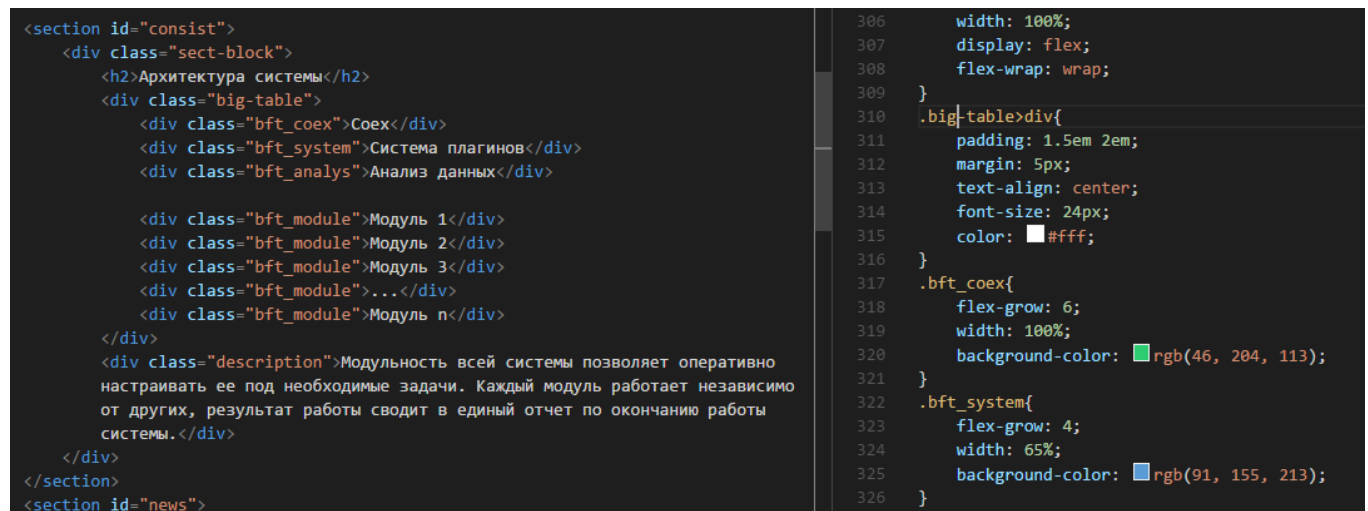 <section id="consist">
<div class="sect-block">
<h2>Архитектура системы</h2>
<div class="big-table">
<div class="bft_coex">Coex</div>
<div class="bft_system">Система плагинов</div>
<div class="bft_analys">Анализ данных</div>
<div class="bft_module">Модуль 1</div>
<div class="bft_module">Модуль 2</div>
<div class="bft_module">Модуль 3</div>
<div class="bft_module">...</div>
<div class="bft_module">Модуль n</div>
</div>
<div class="description">Модульность всей системы позволяет оперативно
настраивать ее под необходимые задачи. Каждый модуль работает независимо
от других, результат работы сводит в единый отчет по окончанию работы
системы.</div>
</div>
</section>
<section id="news">
306 width: 100%;
307 display: flex;
308 flex-wrap: wrap;
309 }
310 .big-table>div{
311 padding: 1.5em 2em;
312 margin: 5px;
313 text-align: center;
314 font-size: 24px;
315 color: #fff;
316 }
317 .bft_coex{
318 flex-grow: 6;
319 width: 100%;
320 background-color: rgb(46, 204, 113);
321 }
322 .bft_system{
323 flex-grow: 4;
324 width: 65%;
325 background-color: rgb(91, 155, 213);
326 }